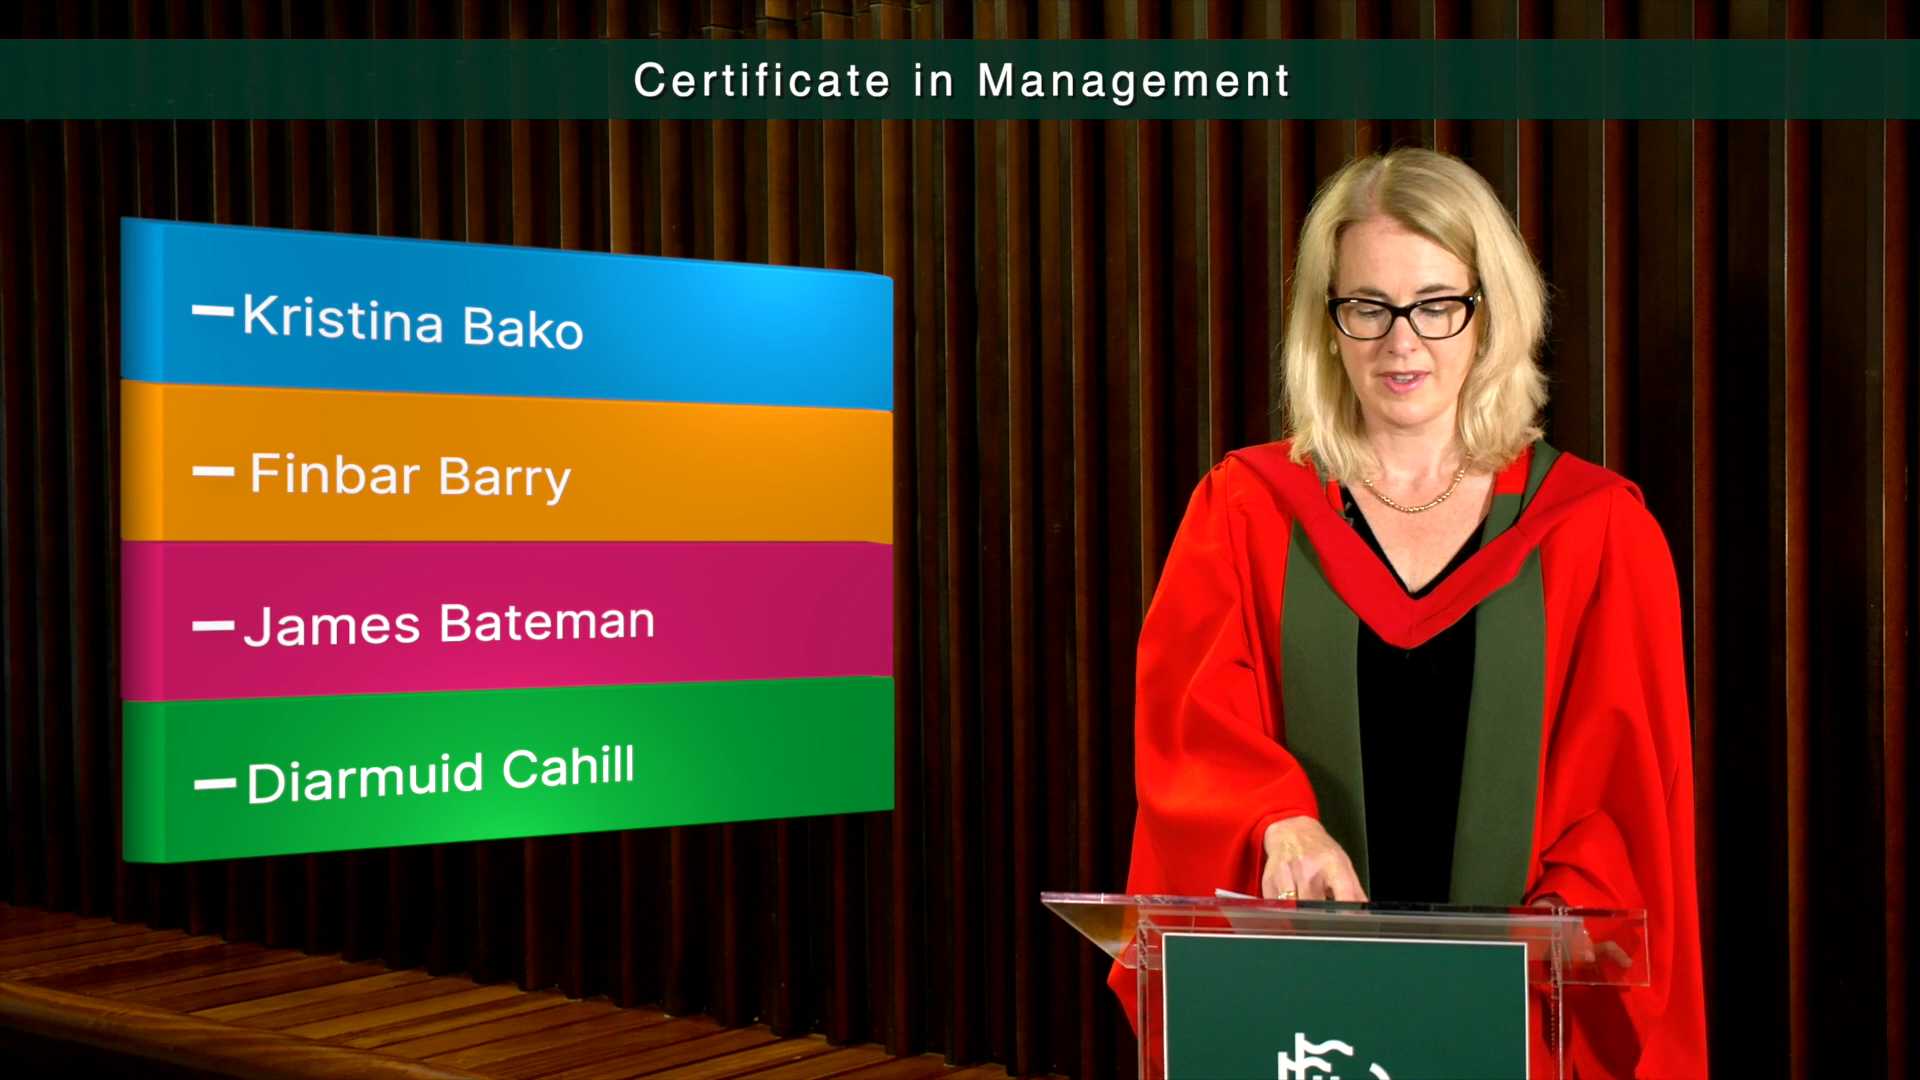 Certificate in Management
Kristina Bako
Finbar Barry
James Bateman
Diarmuid Cahill